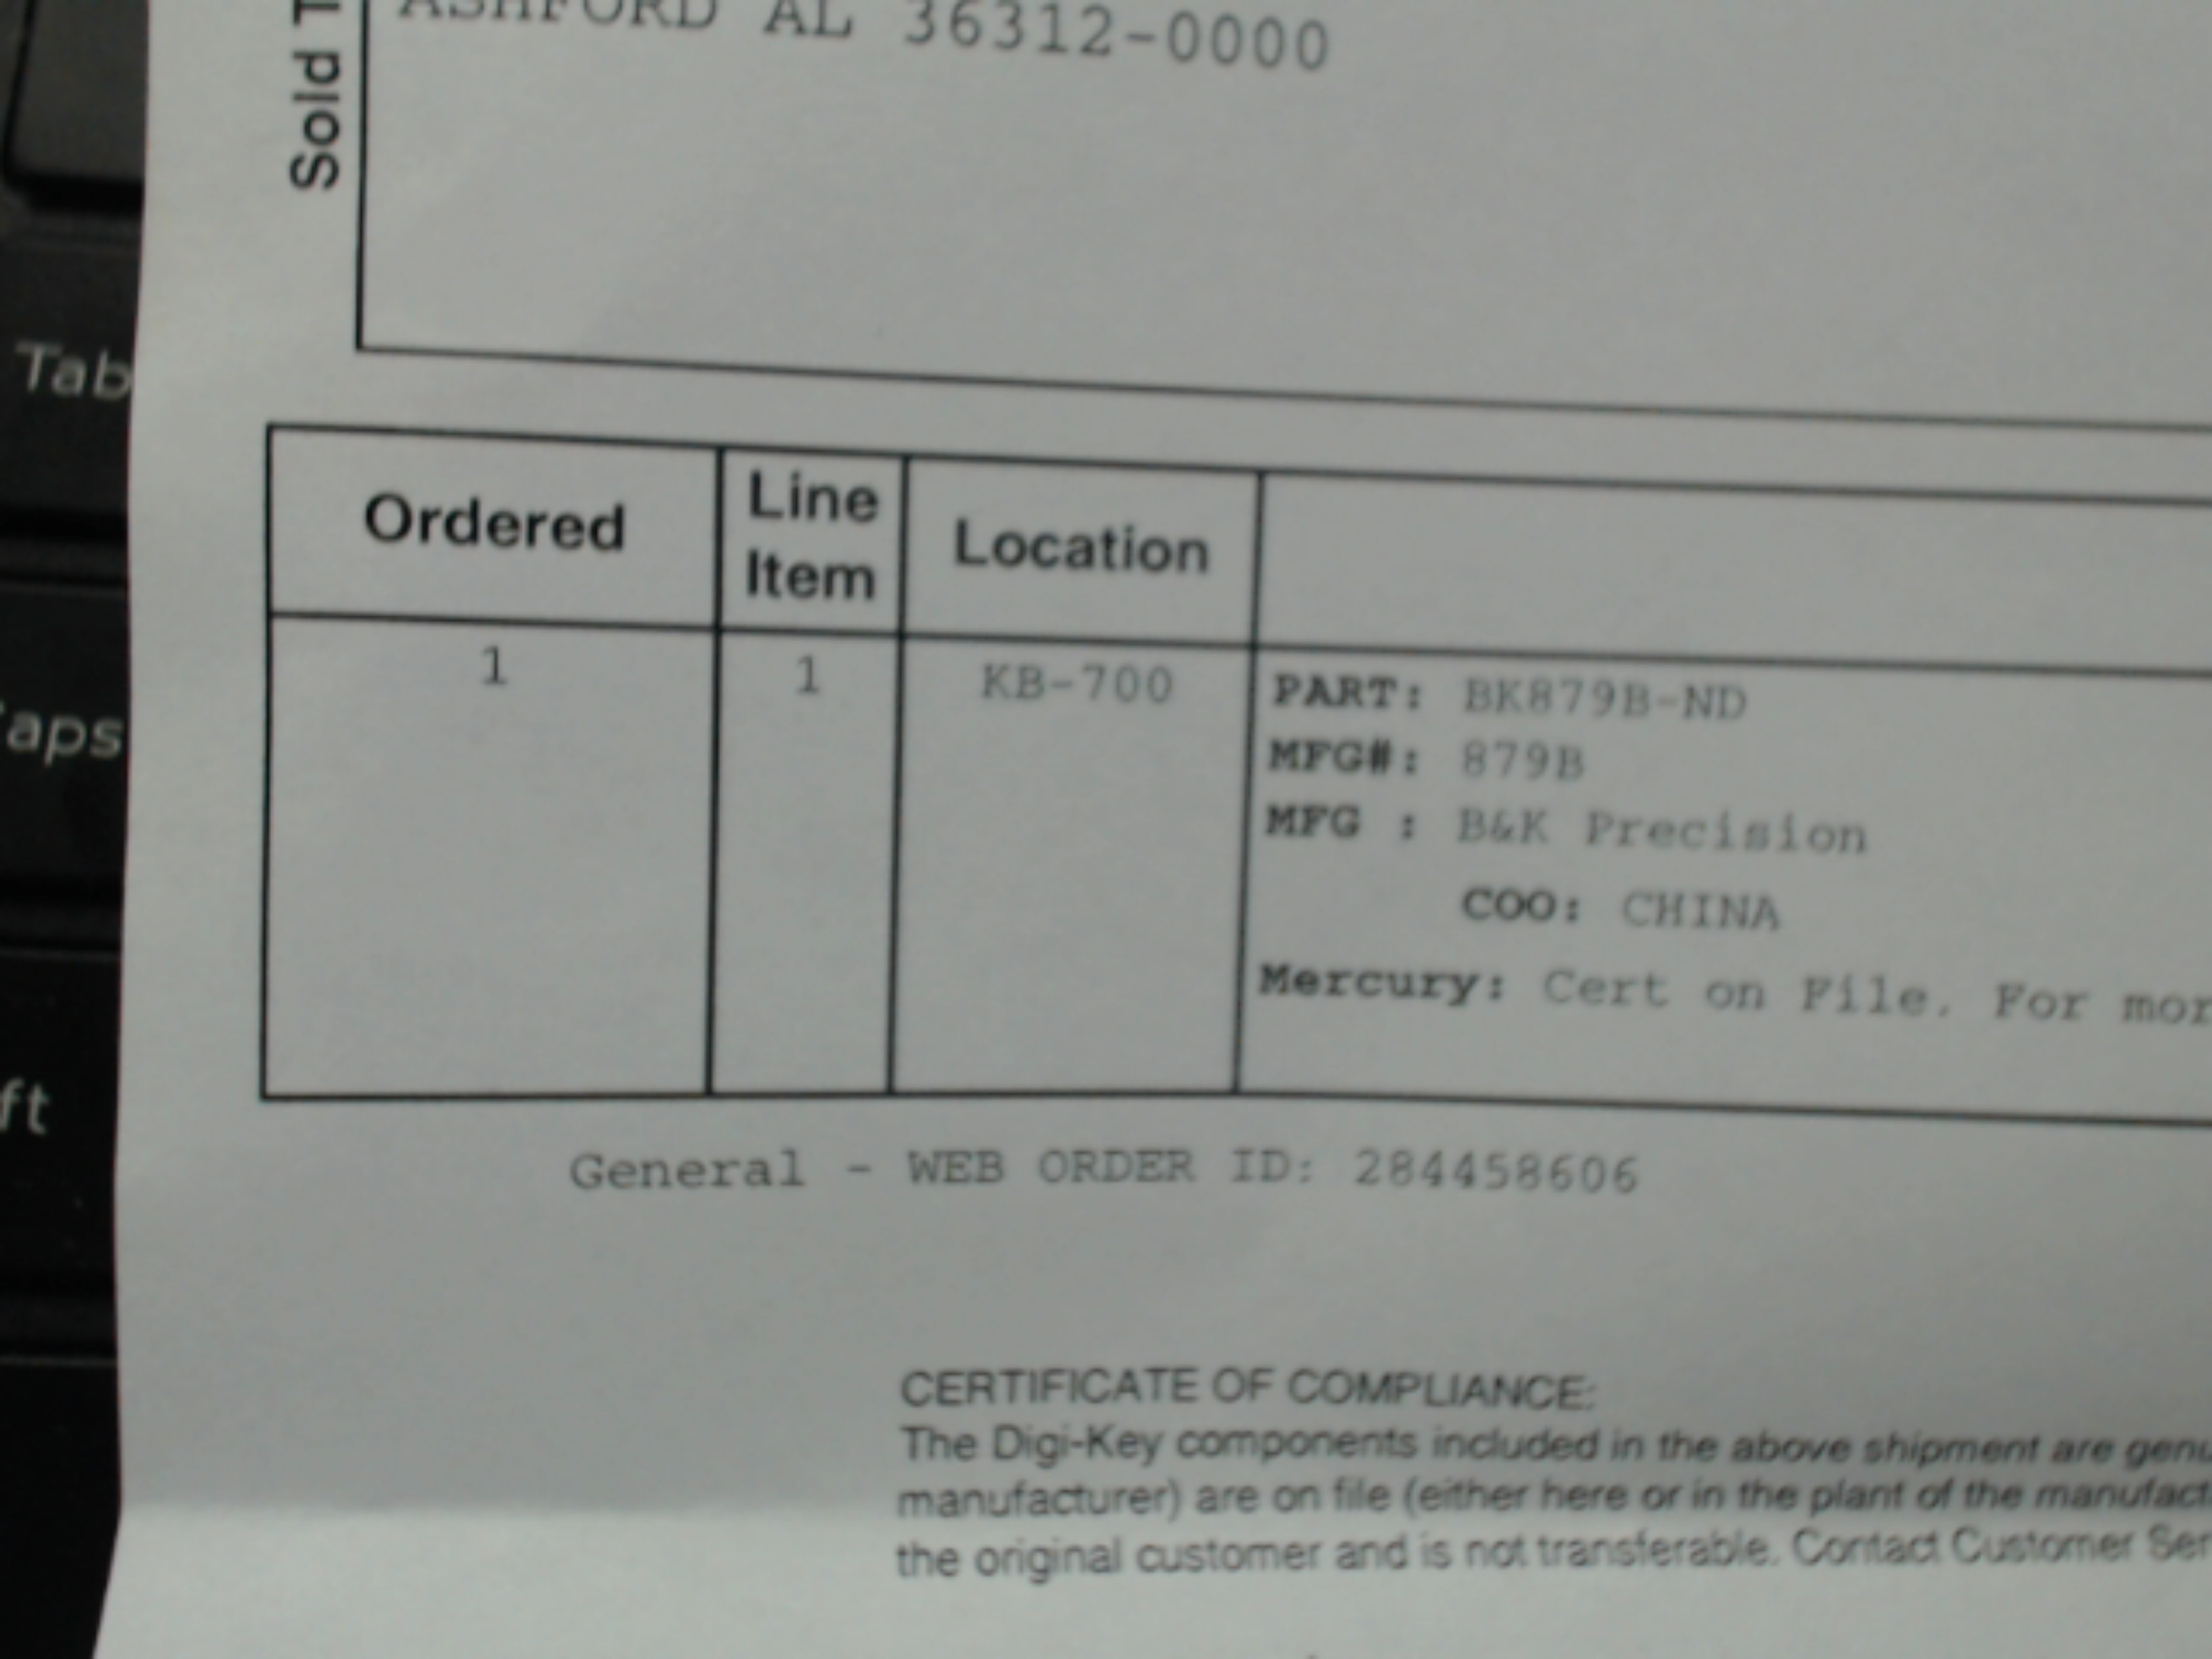 ASHFORD AL 36312-0000
Sold T
Tab
Ordered
Line Item
Location
1
1
KB-700
PART: BK879B-ND
MFG#: 879B
MFG : B&K Precision
COO: CHINA
Mercury: Cert on File. For mor
aps
ft
General - WEB ORDER ID: 284458606
CERTIFICATE OF COMPLIANCE:
The Digi-Key components included in the above shipment are genu
manufacturer) are on file (either here or in the plant of the manufact
the original customer and is not transferable. Contact Customer Ser